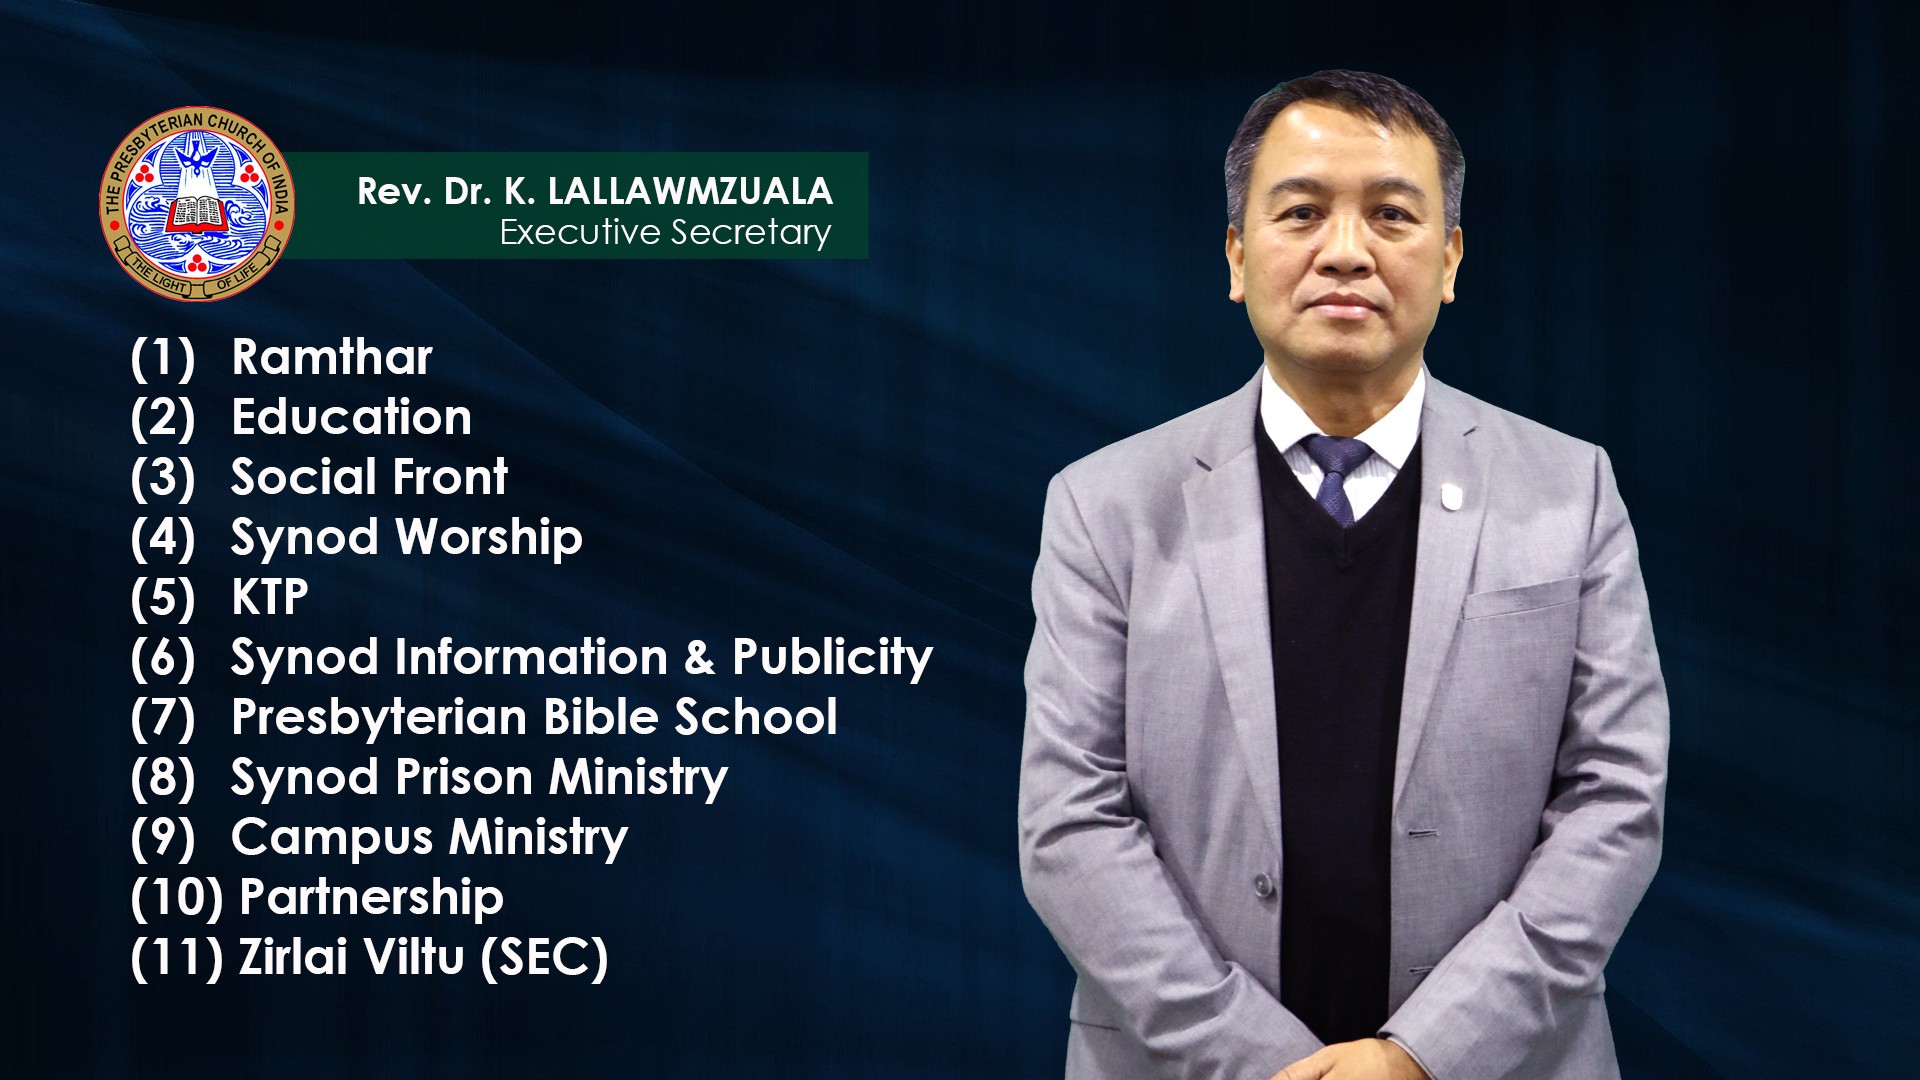 THE PRESBYTERIAN CHURCH OF INDIA
THE LIGHT OF LIFE
Rev. Dr. K. LALLAWMZUALA
Executive Secretary
(1) Ramthar
(2) Education
(3) Social Front
(4) Synod Worship
(5) KTP
(6) Synod Information & Publicity
(7) Presbyterian Bible School
(8) Synod Prison Ministry
(9) Campus Ministry
(10) Partnership
(11) Zirlai Viltu (SEC)